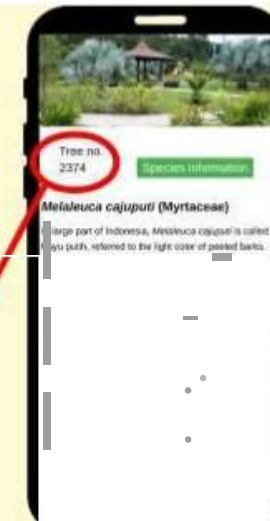 Tree no.
2374
Species Information
Melaleuca cajuputi (Myrtaceae)
large part of Indonesia, Melaleuca cajuputi is called
putih, referred to the light color of peeled barks.